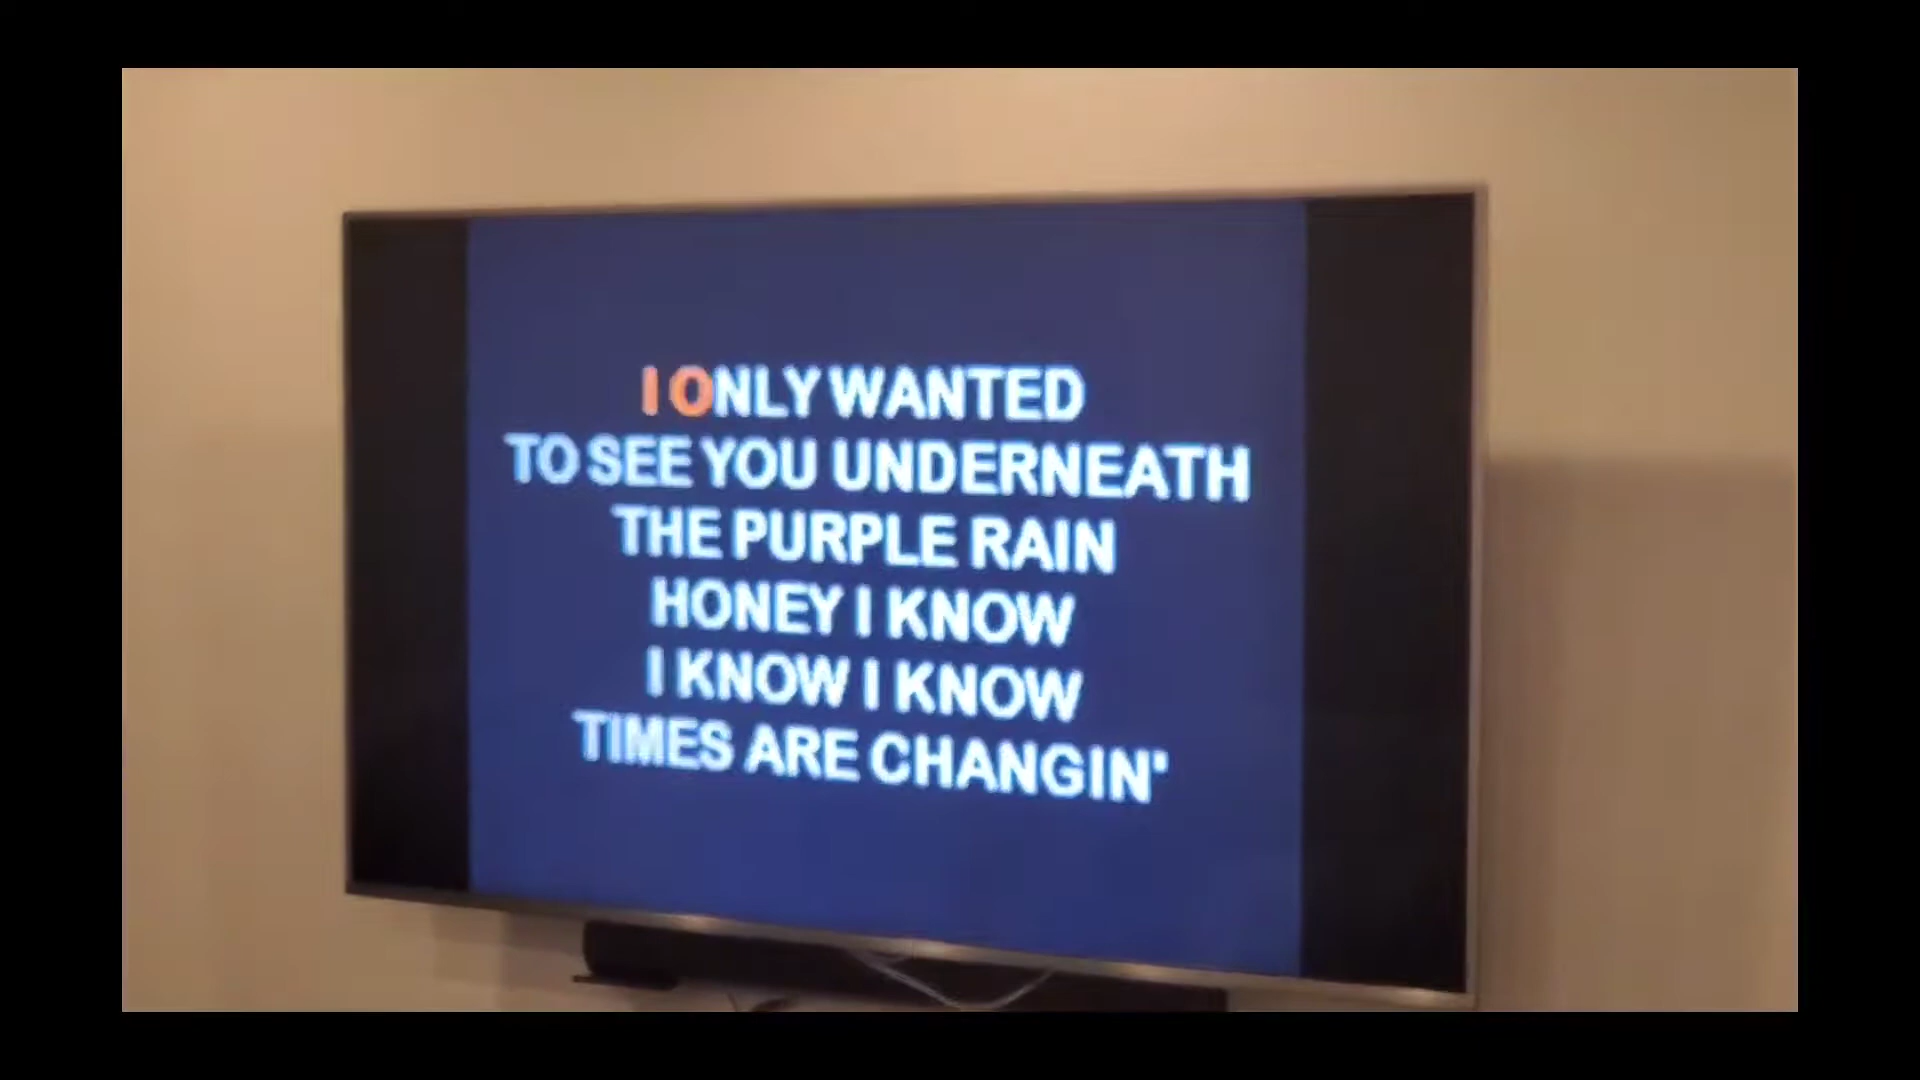 I ONLY WANTED
TO SEE YOU UNDERNEATH
THE PURPLE RAIN
HONEY I KNOW
I KNOW I KNOW
TIMES ARE CHANGIN'